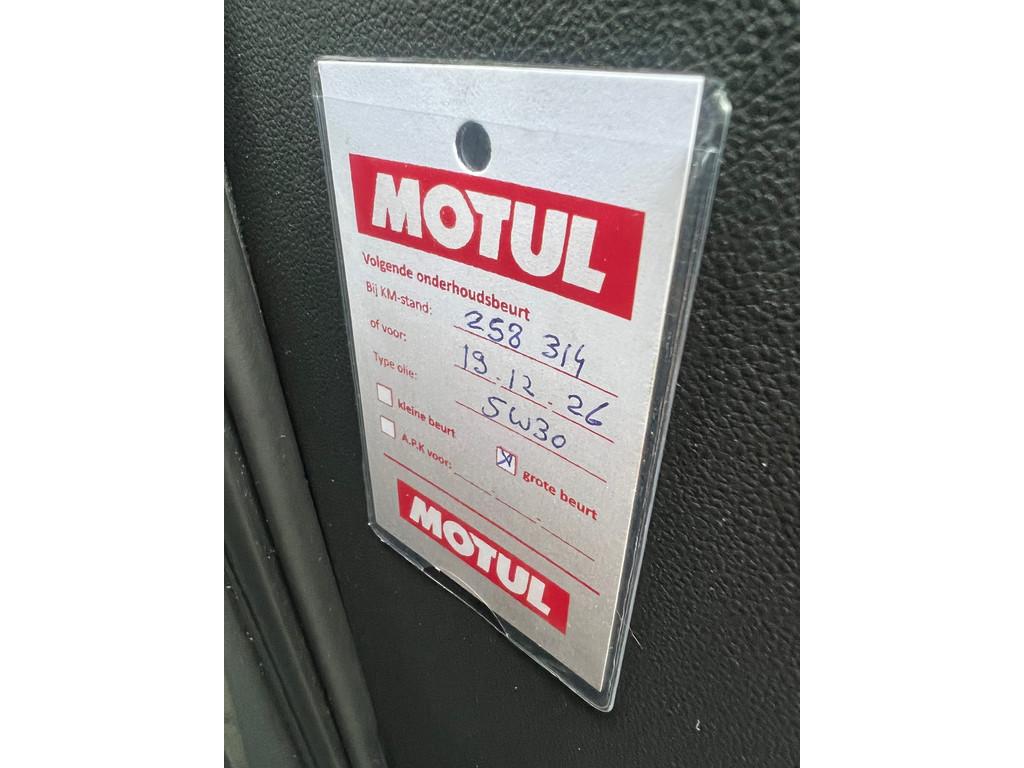 MOTUL
Volgende onderhoudsbeurt
Bij KM-stand: 258 314
of voor: 19.12.26
Type olie: 5W30
kleine beurt grote beurt
A.P.K voor:
MOTUL